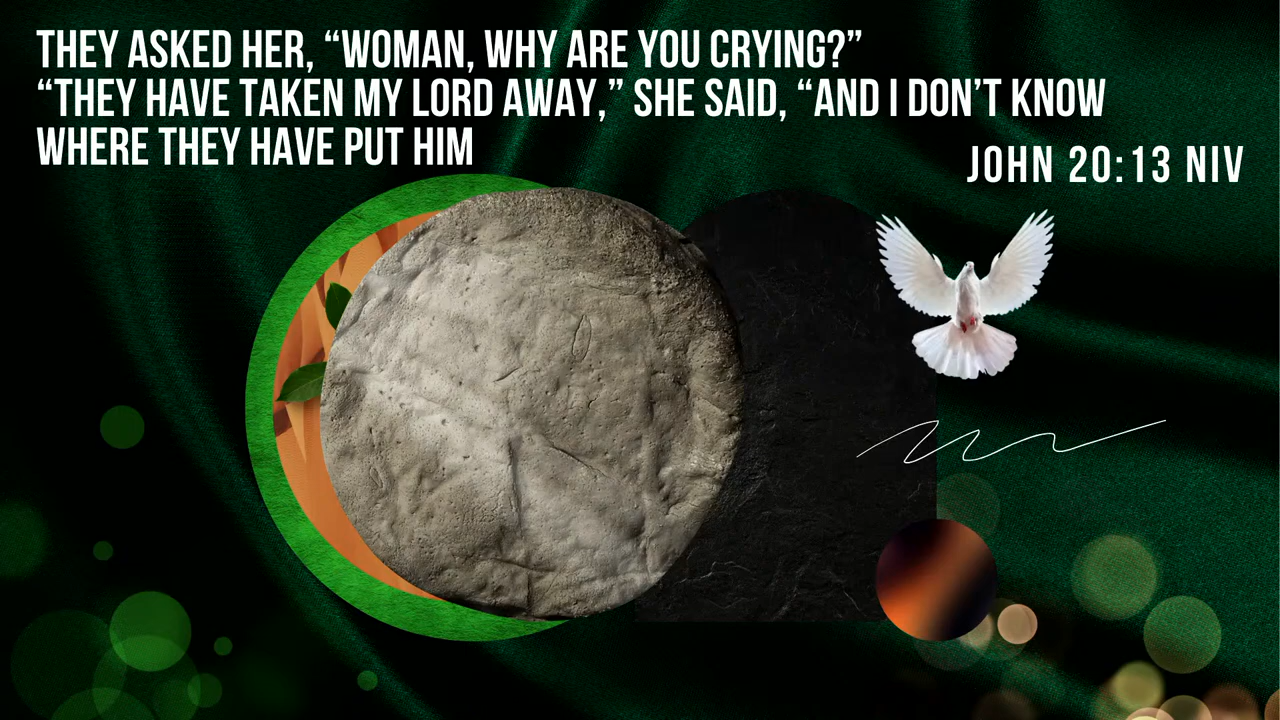 THEY ASKED HER, “WOMAN, WHY ARE YOU CRYING?”
“THEY HAVE TAKEN MY LORD AWAY,” SHE SAID, “AND I DON’T KNOW
WHERE THEY HAVE PUT HIM
JOHN 20:13 NIV